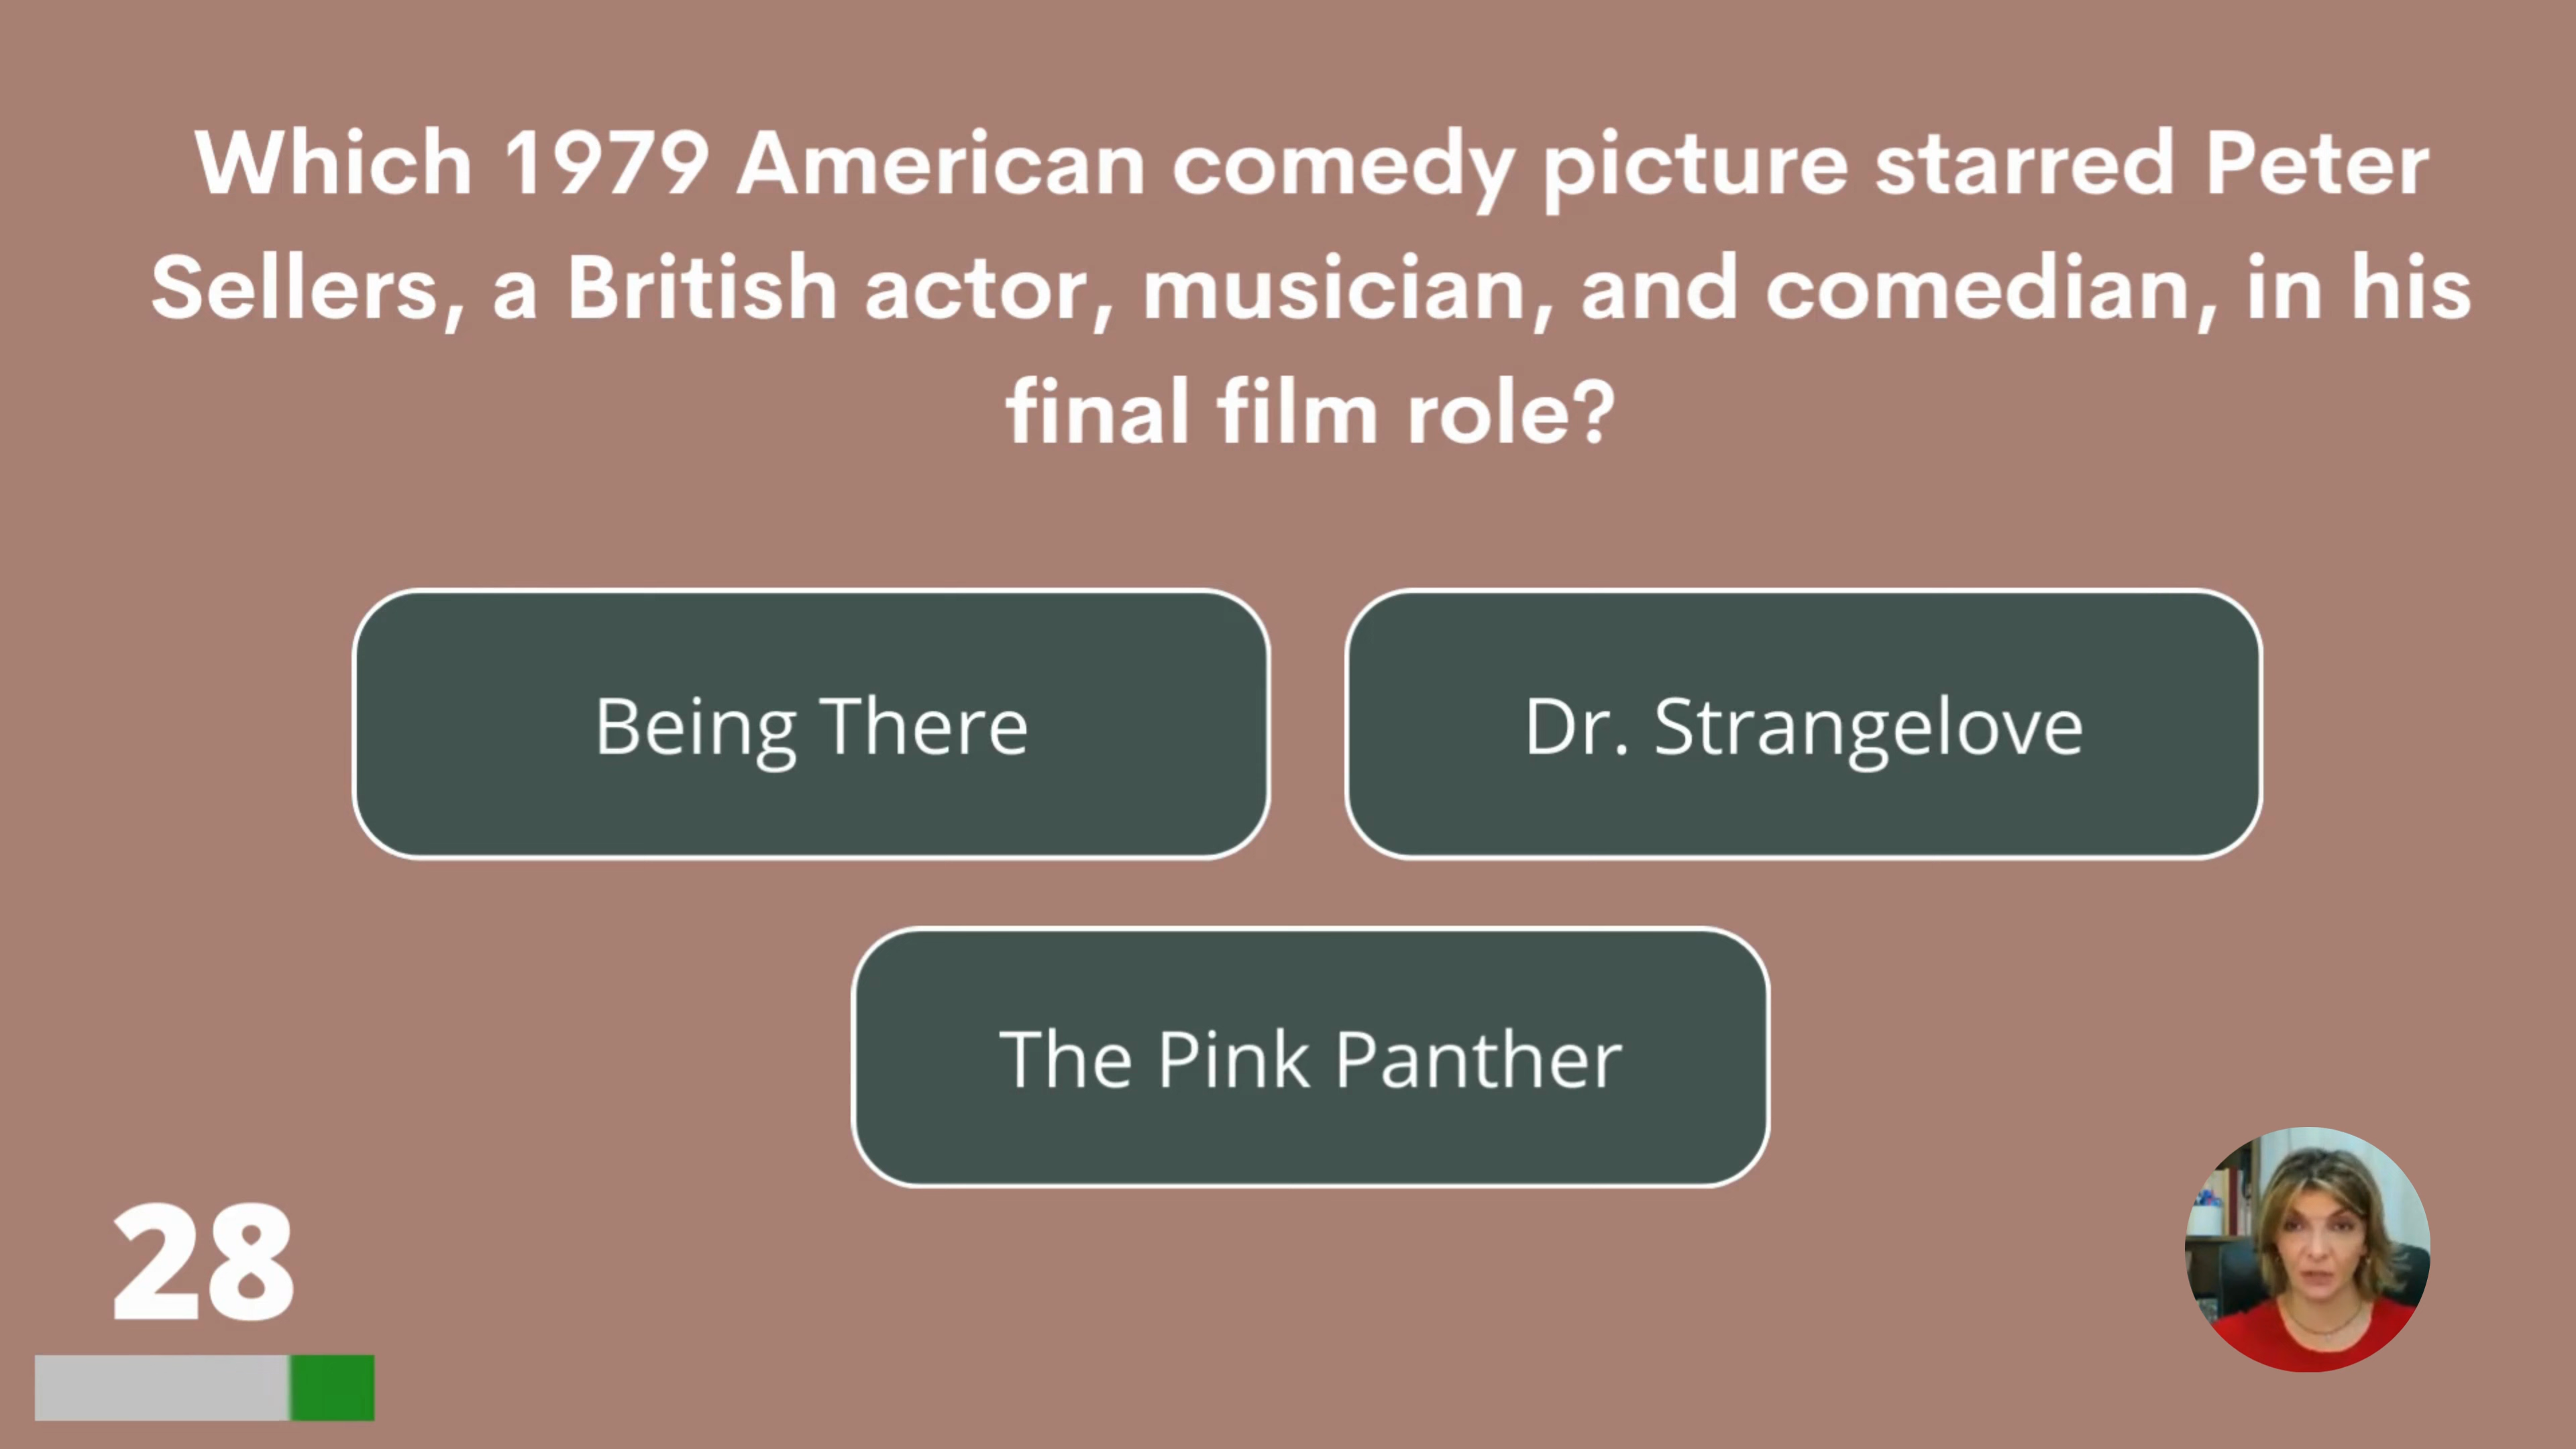 Which 1979 American comedy picture starred Peter
Sellers, a British actor, musician, and comedian, in his
final film role?
Being There
Dr. Strangelove
The Pink Panther
28